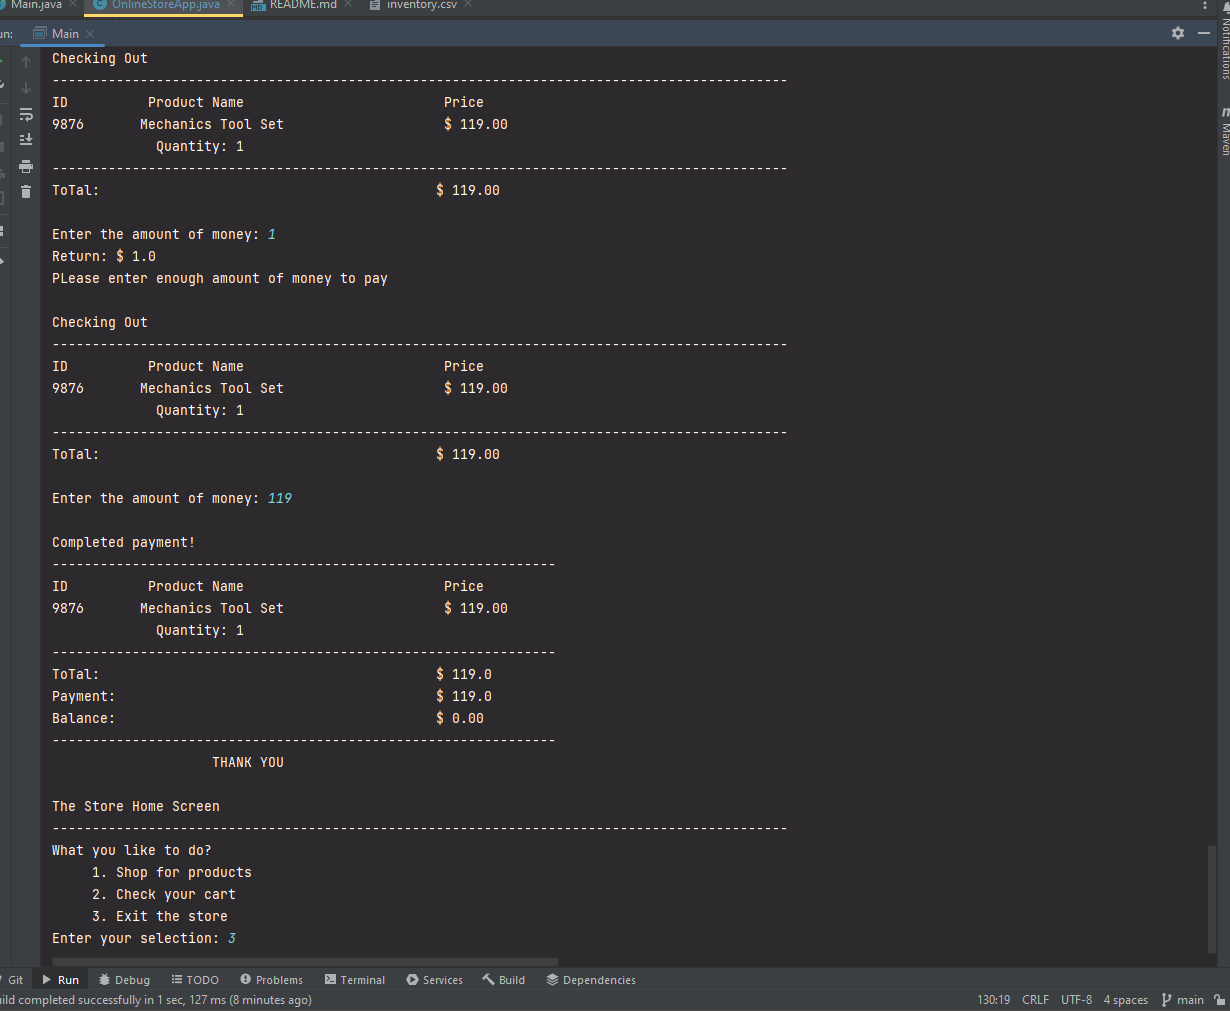 Main.java OnlineStoreApp.java README.md inventory.csv
Main
Notifications
Maven
Checking Out
--------------------------------------------------------------------------------------------
ID Product Name Price
9876 Mechanics Tool Set $ 119.00
Quantity: 1
--------------------------------------------------------------------------------------------
ToTal: $ 119.00
Enter the amount of money: 1
Return: $ 1.0
PLease enter enough amount of money to pay
Checking Out
--------------------------------------------------------------------------------------------
ID Product Name Price
9876 Mechanics Tool Set $ 119.00
Quantity: 1
--------------------------------------------------------------------------------------------
ToTal: $ 119.00
Enter the amount of money: 119
Completed payment!
---------------------------------------------------------------
ID Product Name Price
9876 Mechanics Tool Set $ 119.00
Quantity: 1
---------------------------------------------------------------
ToTal: $ 119.0
Payment: $ 119.0
Balance: $ 0.00
---------------------------------------------------------------
THANK YOU
The Store Home Screen
--------------------------------------------------------------------------------------------
What you like to do?
1. Shop for products
2. Check your cart
3. Exit the store
Enter your selection: 3
Git Run Debug TODO Problems Terminal Services Build Dependencies
ild completed successfully in 1 sec, 127 ms (8 minutes ago) 130:19 CRLF UTF-8 4 spaces main